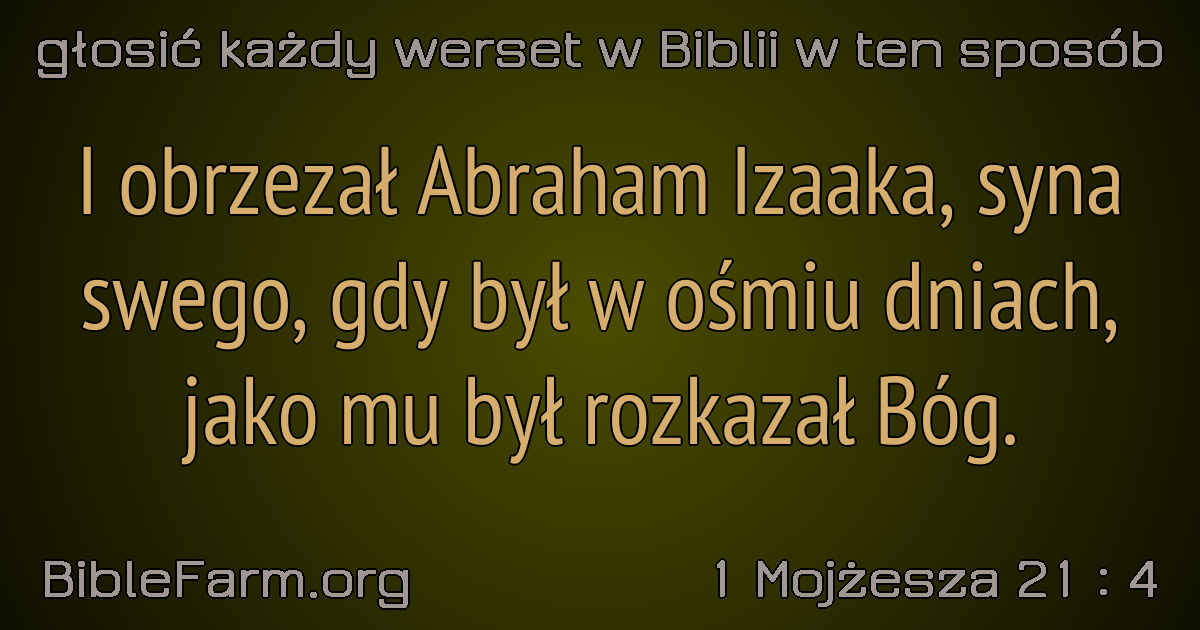 głosić każdy werset w Biblii w ten sposób
I obrzezał Abraham Izaaka, syna
swego, gdy był w ośmiu dniach,
jako mu był rozkazał Bóg.
BibleFarm.org
1 Mojżesza 21 : 4